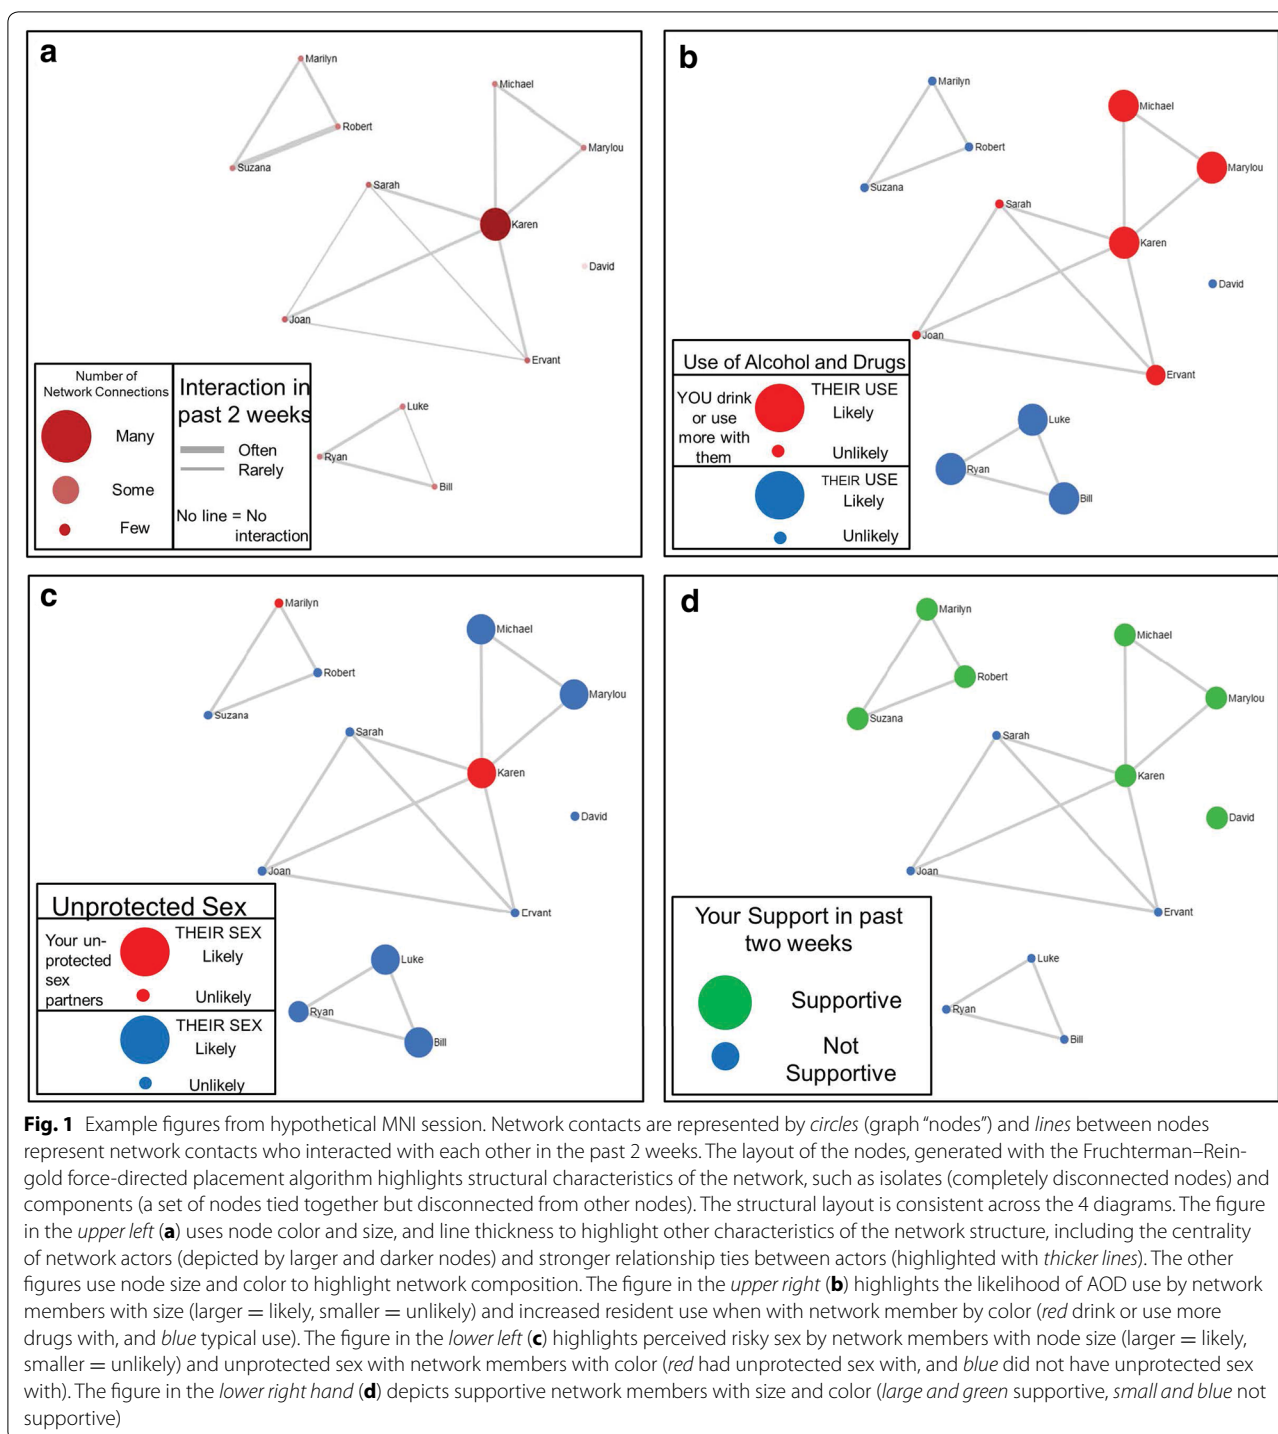 a
Marilyn
Michael
Robert
Marylou
Suzana
Sarah
Karen
David
Joan
Ervant
Luke
Ryan
Bill
Number of
Network Connections
Many
Some
Few
Interaction in
past 2 weeks
Often
Rarely
No line = No
interaction
b
Marilyn
Michael
Robert
Marylou
Suzana
Sarah
Karen
David
Joan
Ervant
Luke
Ryan
Bill
Use of Alcohol and Drugs
YOU drink
or use
more with
them
THEIR USE
Likely
Unlikely
THEIR USE
Likely
Unlikely
c
Marilyn
Michael
Robert
Marylou
Suzana
Sarah
Karen
David
Joan
Ervant
Luke
Ryan
Bill
Unprotected Sex
Your un-
protected
sex
partners
THEIR SEX
Likely
Unlikely
THEIR SEX
Likely
Unlikely
d
Marilyn
Michael
Robert
Marylou
Suzana
Sarah
Karen
David
Joan
Ervant
Luke
Ryan
Bill
Your Support in past
two weeks
Supportive
Not
Supportive
Fig. 1 Example figures from hypothetical MNI session. Network contacts are represented by circles (graph “nodes”) and lines between nodes
represent network contacts who interacted with each other in the past 2 weeks. The layout of the nodes, generated with the Fruchterman–Rein-
gold force-directed placement algorithm highlights structural characteristics of the network, such as isolates (completely disconnected nodes) and
components (a set of nodes tied together but disconnected from other nodes). The structural layout is consistent across the 4 diagrams. The figure
in the upper left (a) uses node color and size, and line thickness to highlight other characteristics of the network structure, including the centrality
of network actors (depicted by larger and darker nodes) and stronger relationship ties between actors (highlighted with thicker lines). The other
figures use node size and color to highlight network composition. The figure in the upper right (b) highlights the likelihood of AOD use by network
members with size (larger = likely, smaller = unlikely) and increased resident use when with network member by color (red drink or use more
drugs with, and blue typical use). The figure in the lower left (c) highlights perceived risky sex by network members with node size (larger = likely,
smaller = unlikely) and unprotected sex with network members with color (red had unprotected sex with, and blue did not have unprotected sex
with). The figure in the lower right hand (d) depicts supportive network members with size and color (large and green supportive, small and blue not
supportive)